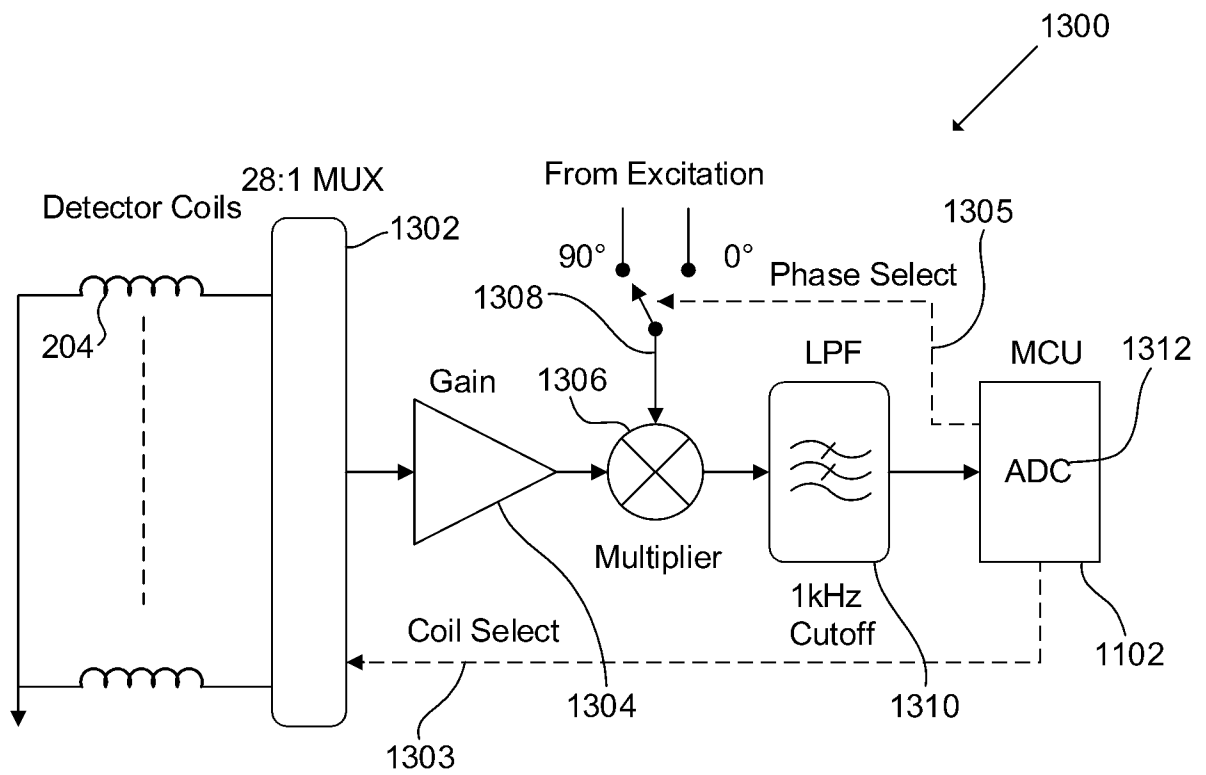 1300
28:1 MUX
From Excitation
Detector Coils
1302
1305
90°
0°
Phase Select
1308
204
LPF
MCU
1312
Gain
1306
ADC
Multiplier
1kHz
Cutoff
Coil Select
1102
1304
1310
1303